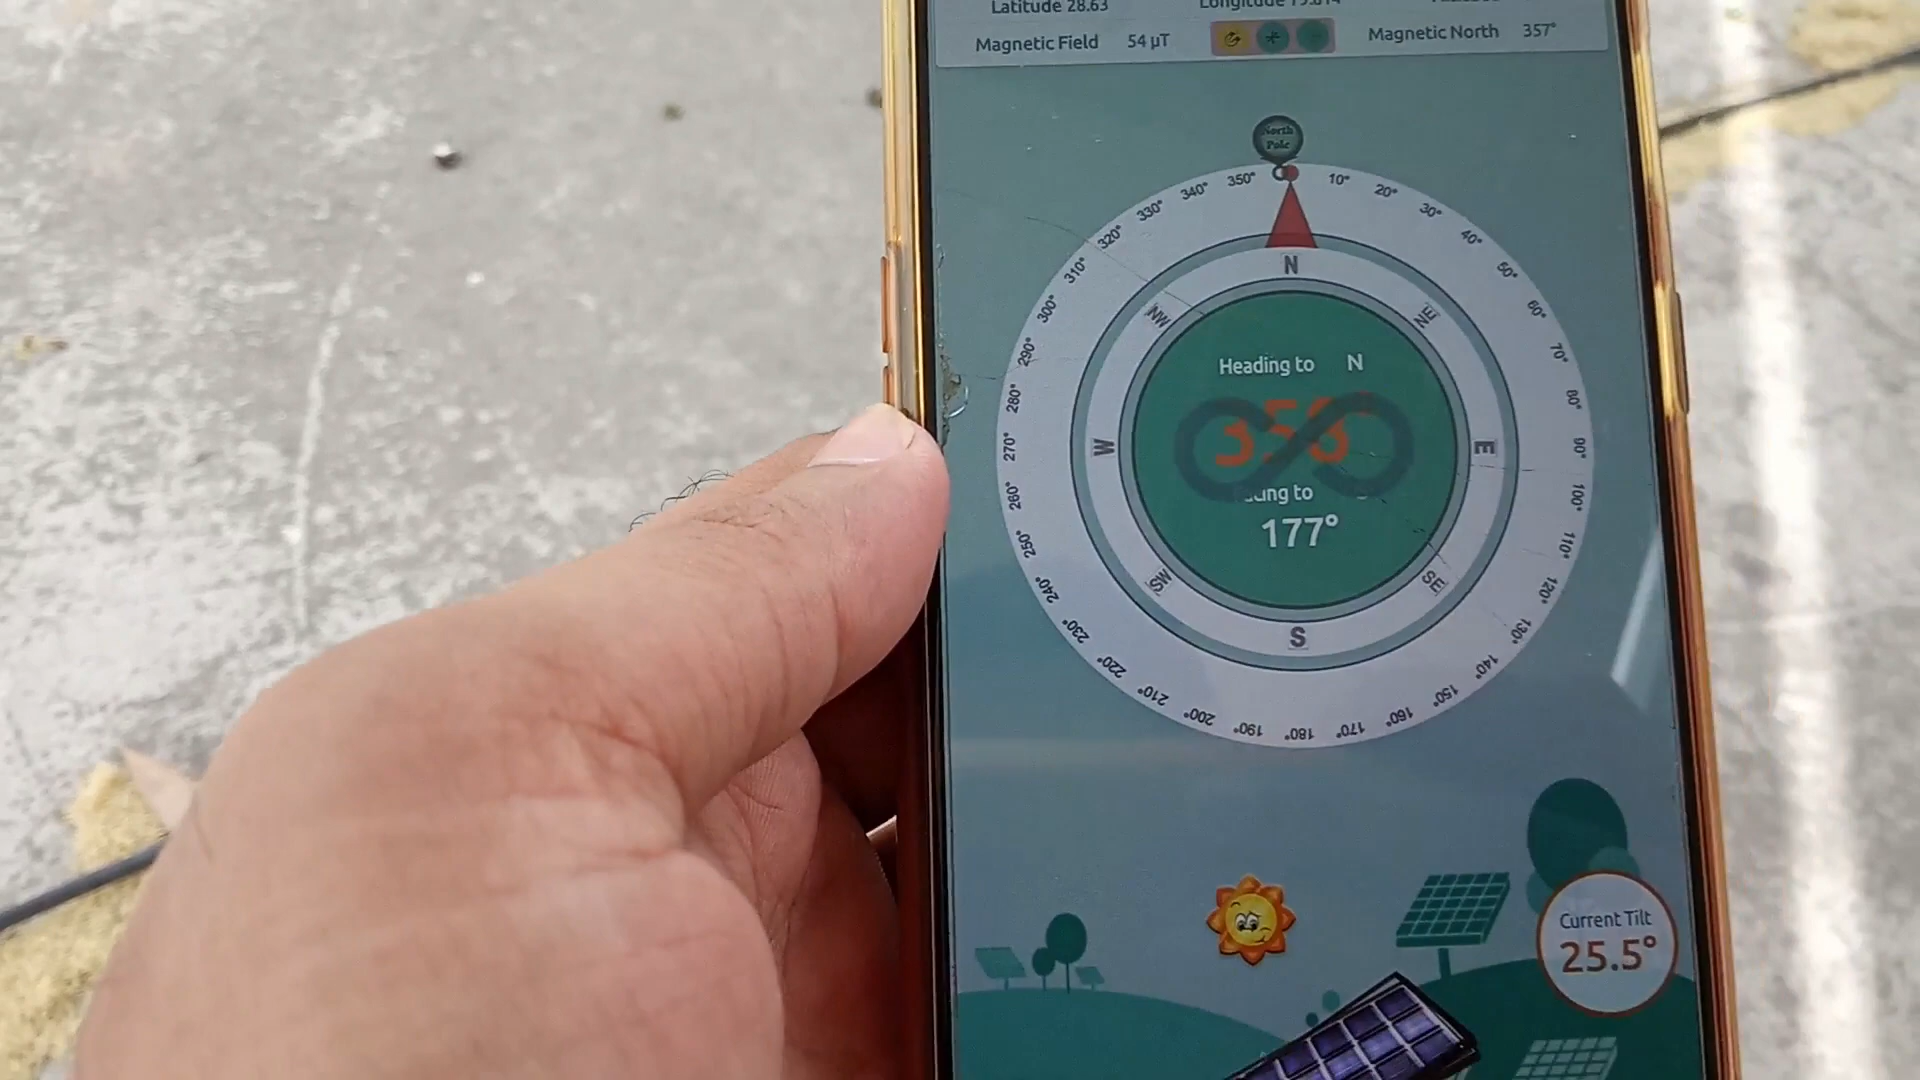 Latitude 28.63
Longitude
Magnetic Field 54 µT
Magnetic North 357°
North
Pole
350° 10° 20° 30° 40° 50° 60° 70° 80° 90° 100° 110° 120° 130° 140° 150° 160° 170° 180° 190° 200° 210° 220° 230° 240° 250° 260° 270° 280° 290° 300° 310° 320° 330° 340°
N
NW NE
Heading to N
W E
to
177°
SW SE
S
Current Tilt
25.5°